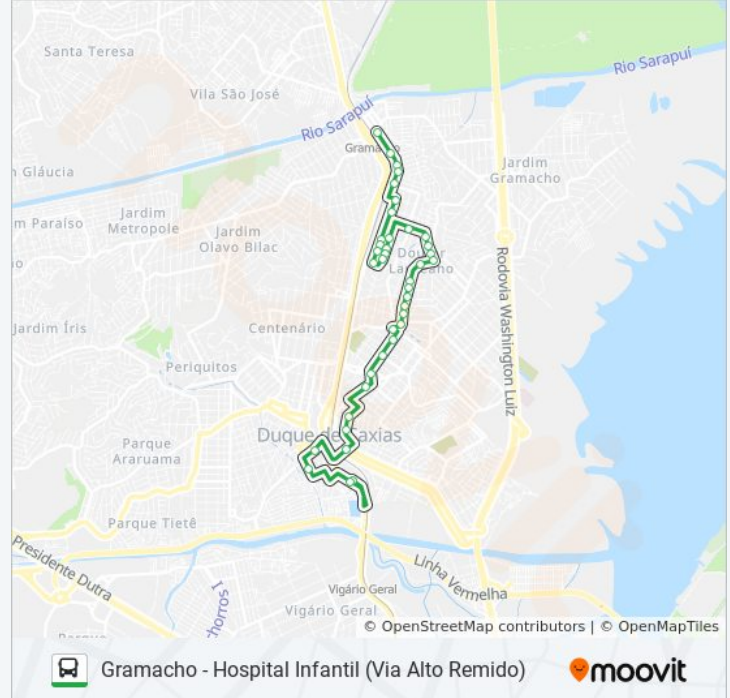 Santa Teresa
Vila São José
Rio Sarapuí
Rio Sarapuí
Gramacho
Gláucia
Jardim
Gramacho
m Paraíso
Jardim
Metropole
Jardim
Olavo Bilac
Rodovia Washington Luiz
Jardim Íris
Centenário
Periquitos
Duque de Caxias
Parque
Araruama
Parque Tietê
Presidente Dutra
Linha Vermelha
Vigário Geral
Vigário Geral
© OpenStreetMap contributors | © OpenMapTiles
Gramacho - Hospital Infantil (Via Alto Remido)
moovit